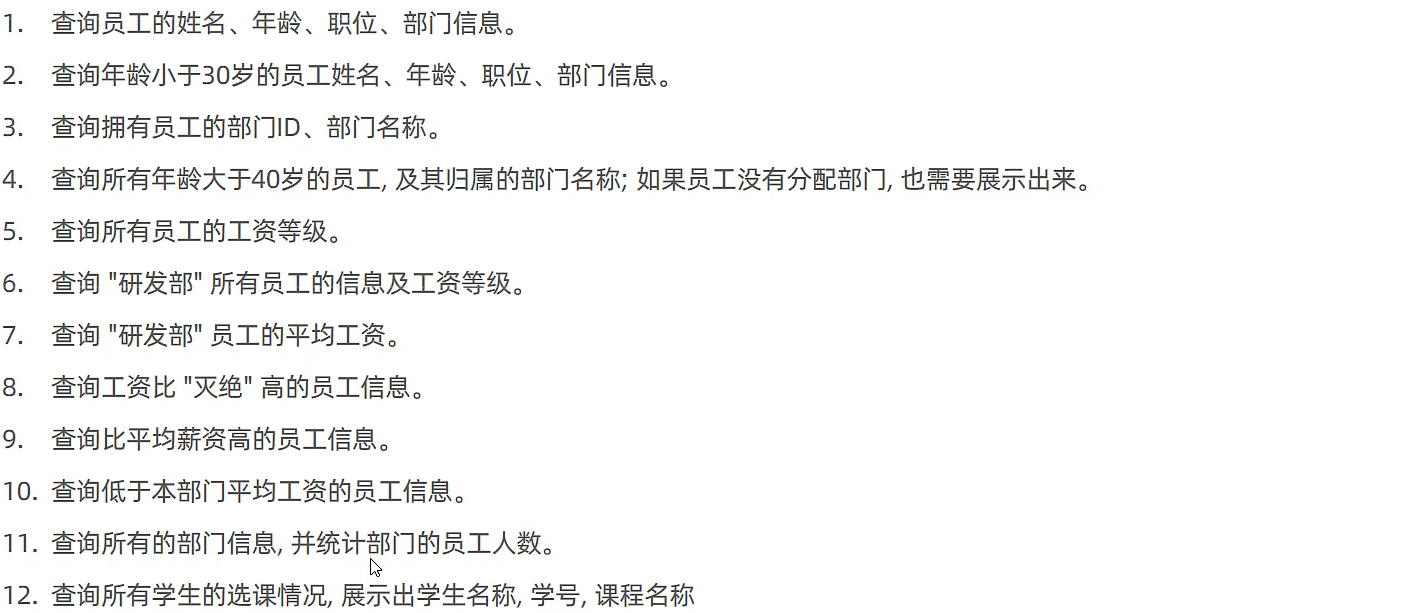 1. 查询员工的姓名、年龄、职位、部门信息。
2. 查询年龄小于30岁的员工姓名、年龄、职位、部门信息。
3. 查询拥有员工的部门ID、部门名称。
4. 查询所有年龄大于40岁的员工, 及其归属的部门名称; 如果员工没有分配部门, 也需要展示出来。
5. 查询所有员工的工资等级。
6. 查询 "研发部" 所有员工的信息及工资等级。
7. 查询 "研发部" 员工的平均工资。
8. 查询工资比 "灭绝" 高的员工信息。
9. 查询比平均薪资高的员工信息。
10. 查询低于本部门平均工资的员工信息。
11. 查询所有的部门信息, 并统计部门的员工人数。
12. 查询所有学生的选课情况, 展示出学生名称, 学号, 课程名称